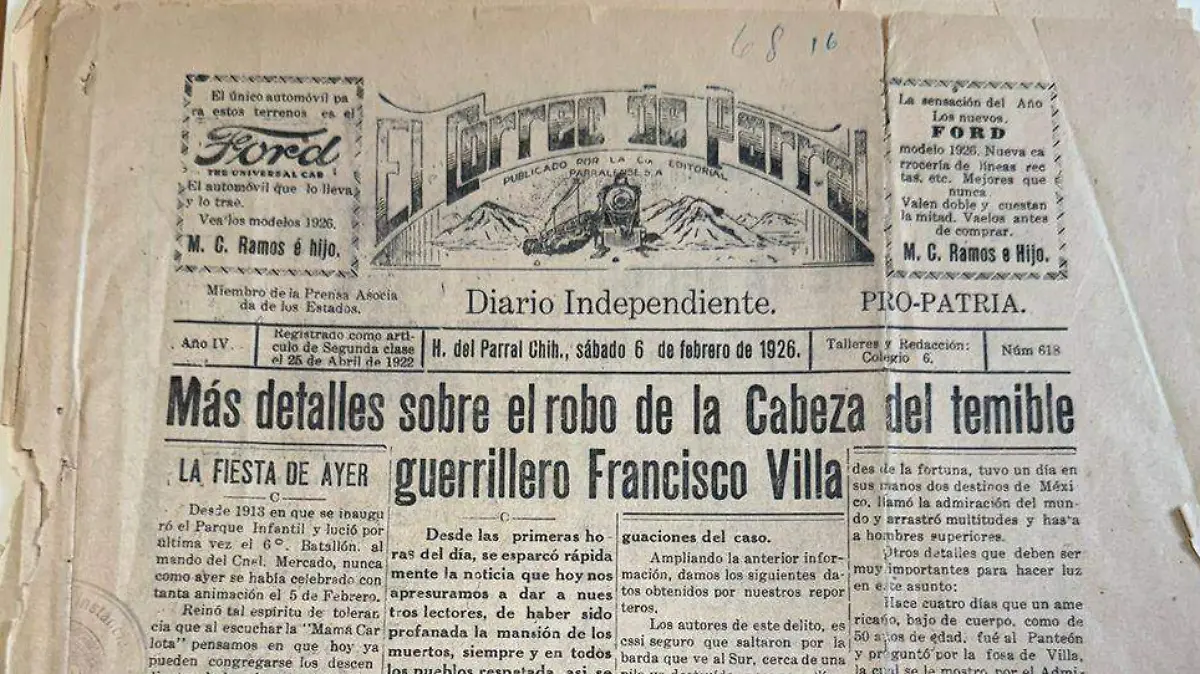 68 16
El único automóvil pa
ra estos terrenos es el
Ford
THE UNIVERSAL CAR
El automóvil que lo lleva
y lo trae.
Vea los modelos 1926.
M. C. Ramos é hijo.
El Correo de Parral
PUBLICADO POR LA CIA EDITORIAL
PARRALENSE S.A
La sensación del Año
Los nuevos.
FORD
modelo 1926. Nueva ca
rrocería de líneas rec
tas, etc. Mejores que
nunca.
Valen doble y cuestan
la mitad. Vaelos antes
de comprar.
M. C. Ramos e Hijo.
Miembro de la Prensa Asocia
da de los Estados.
Diario Independiente.
PRO-PATRIA.
Año IV.
Registrado como artí-
culo de Segunda clase
el 25 de Abril de 1922
H. del Parral Chih., sábado 6 de febrero de 1926.
Talleres y Redacción:
Colegio 6.
Núm 618
Más detalles sobre el robo de la Cabeza del temible
guerrillero Francisco Villa
LA FIESTA DE AYER
Desde 1913 en que se inaugu
ró el Parque Infantil y lució por
última vez el 6°. Batallón. al
mando del Cnel. Mercado, nunca
como ayer se había celebrado con
tanta animación el 5 de Febrero.
Reinó tal espíritu de toleran
cia que al escuchar la "Mamá Car
lota" pensamos en que hoy ya
pueden congregarse los descen
Desde las primeras ho
ras del día, se esparcó rápida
mente la noticia que hoy nos
apresuramos a dar a nues
tros lectores, de haber sido
profanada la mansión de los
muertos, siempre y en todos
los pueblos respetada, así se
guaciones del caso.
Ampliando la anterior infor-
mación, damos los siguientes da-
tos obtenidos por nuestros repor
teros.
Los autores de este delito, es
cssi seguro que saltaron por la
barda que ve al Sur, cerca de una
des de la fortuna, tuvo un día en
sus manos dos destinos de Méxi
co, llamó la admiración del mun-
do y arrastró multitudes y hasta
a hombres superiores.
Otros detalles que deben ser
muy importantes para hacer luz
en este asunto:
Hace cuatro días que un ame
ricano, bajo de cuerpo, como de
50 años de edad, fué al Panteón
y preguntó por la fosa de Villa,
la cual se la mostro por el Admi